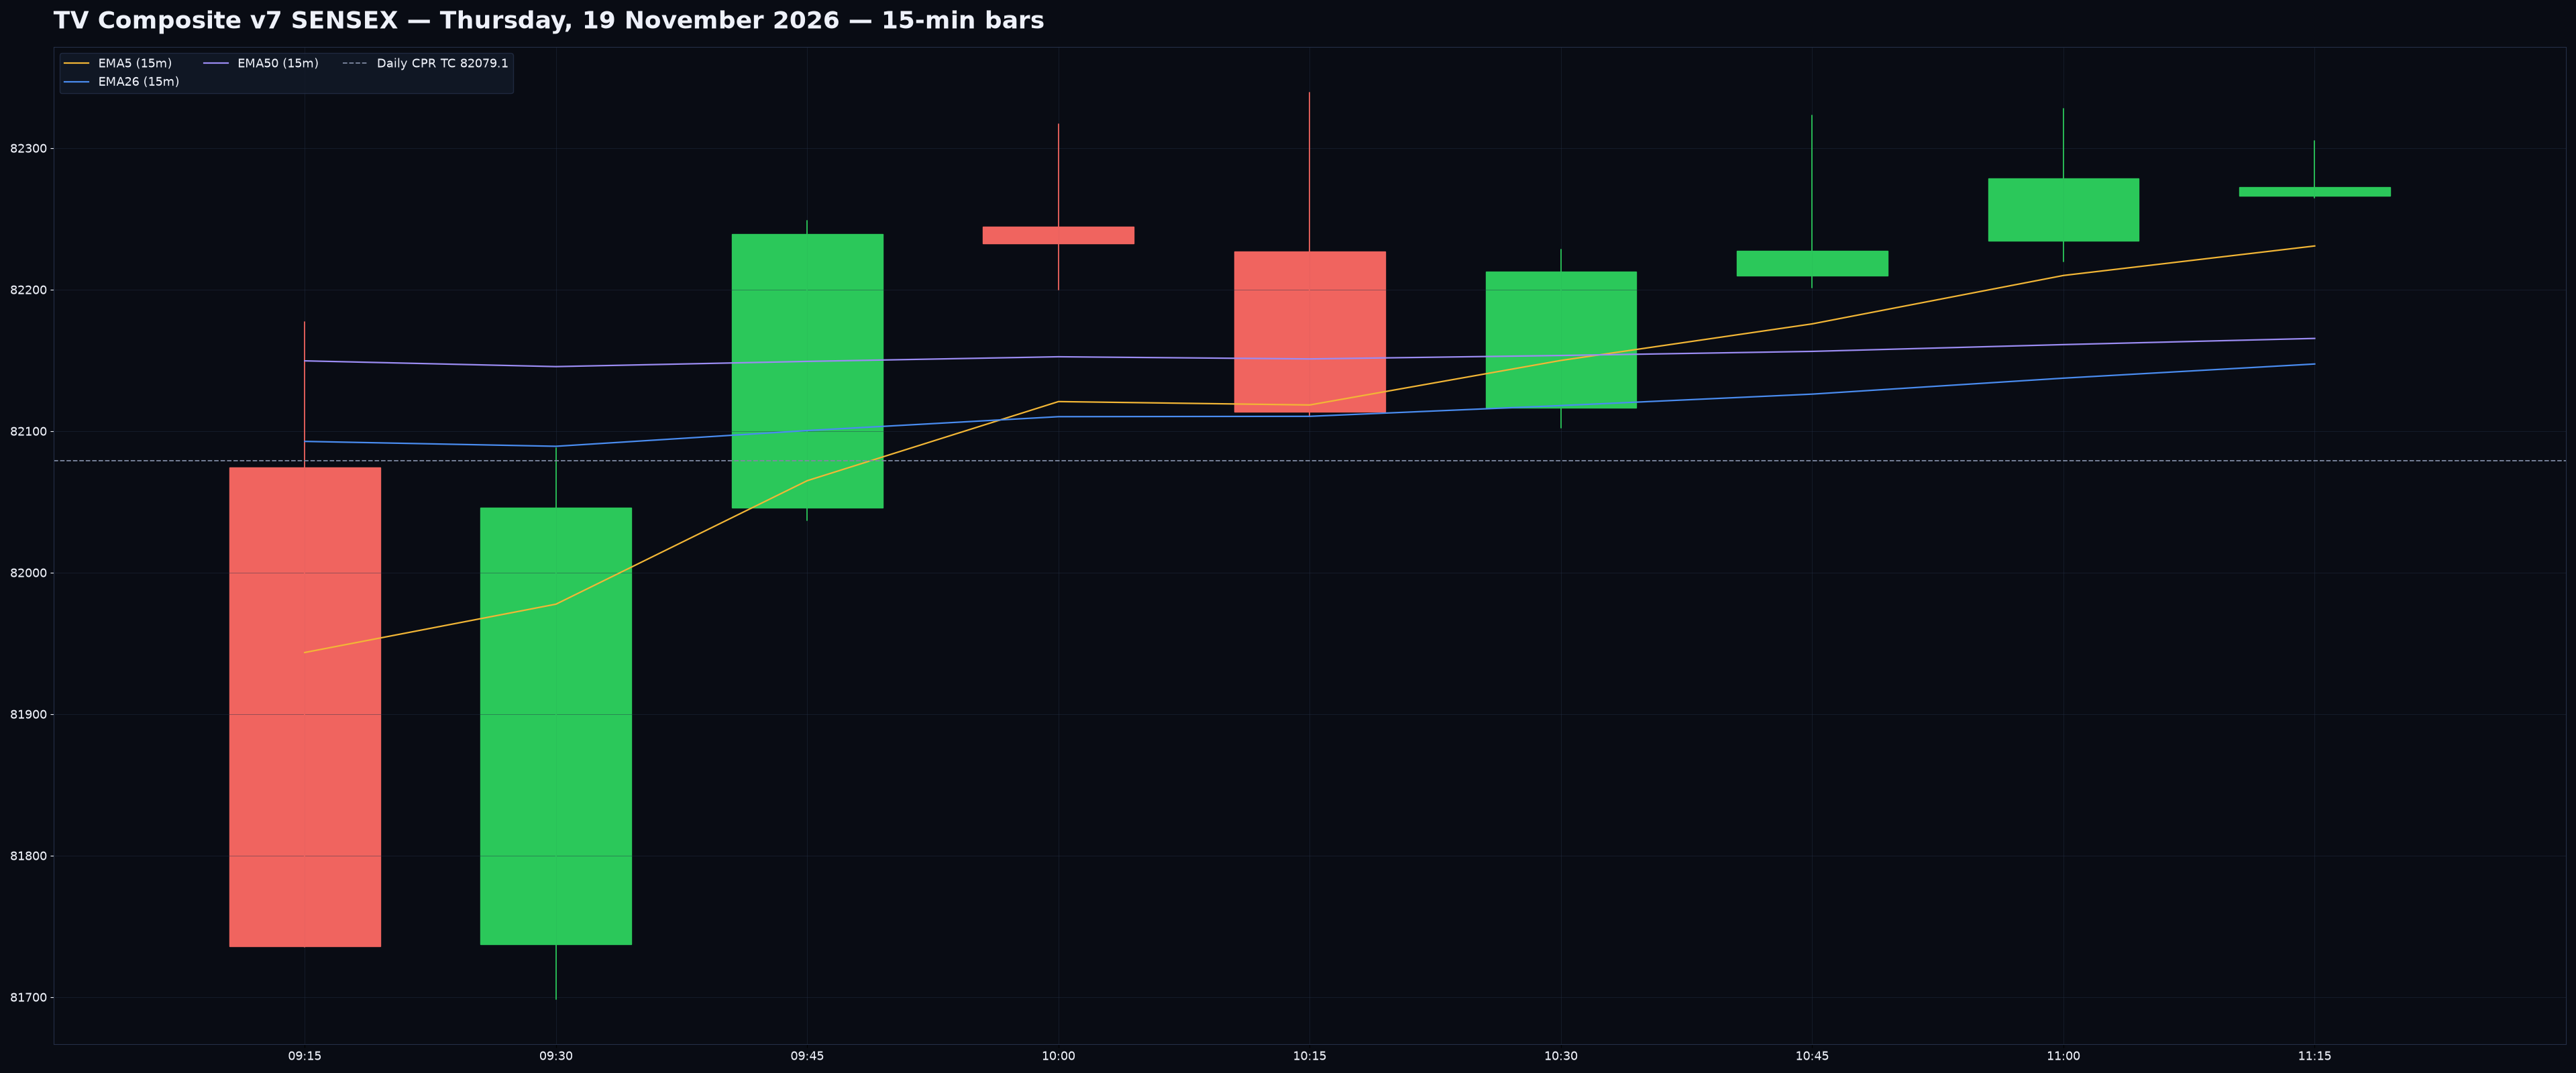 TV Composite v7 SENSEX — Thursday, 19 November 2026 — 15-min bars
EMA5 (15m) EMA50 (15m) Daily CPR TC 82079.1
EMA26 (15m)
82300
82200
82100
82000
81900
81800
81700
09:15 09:30 09:45 10:00 10:15 10:30 10:45 11:00 11:15